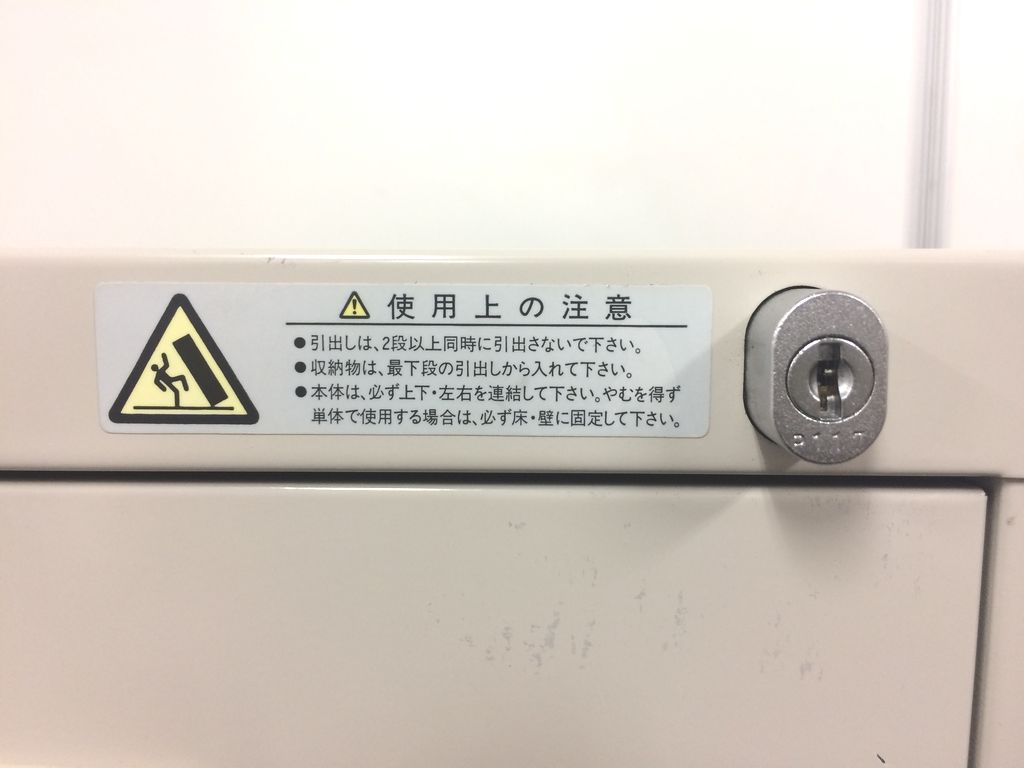 使用上の注意
●引出しは、2段以上同時に引出さないで下さい。
●収納物は、最下段の引出しから入れて下さい。
●本体は、必ず上下・左右を連結して下さい。やむを得ず
単体で使用する場合は、必ず床・壁に固定して下さい。